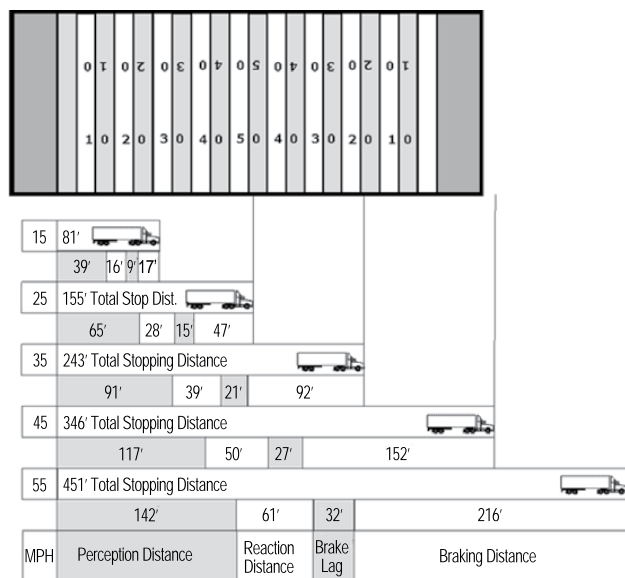 0 1 0 2 0 3 0 4 0 5 0 4 0 3 0 2 0 1
1 0 2 0 3 0 4 0 5 0 4 0 3 0 2 0 1 0
15 81′
39′ 16′ 9′ 17′
25 155′ Total Stop Dist.
65′ 28′ 15′ 47′
35 243′ Total Stopping Distance
91′ 39′ 21′ 92′
45 346′ Total Stopping Distance
117′ 50′ 27′ 152′
55 451′ Total Stopping Distance
142′ 61′ 32′ 216′
MPH Perception Distance Reaction Distance Brake Lag Braking Distance